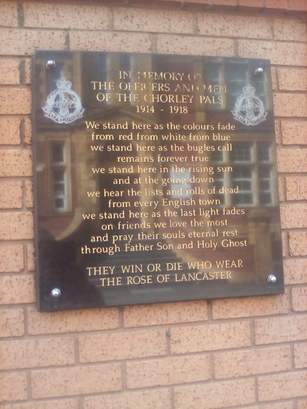 IN MEMORY OF
THE OFFICERS AND MEN
OF THE CHORLEY PALS
1914 - 1918
We stand here as the colours fade
from red from white from blue
we stand here as the bugles call
remains forever true
we stand here in the rising sun
and at the going down
we hear the lists and rolls of dead
from every English town
we stand here as the last light fades
on friends we love the most
and pray their souls eternal rest
through Father Son and Holy Ghost
THEY WIN OR DIE WHO WEAR
THE ROSE OF LANCASTER